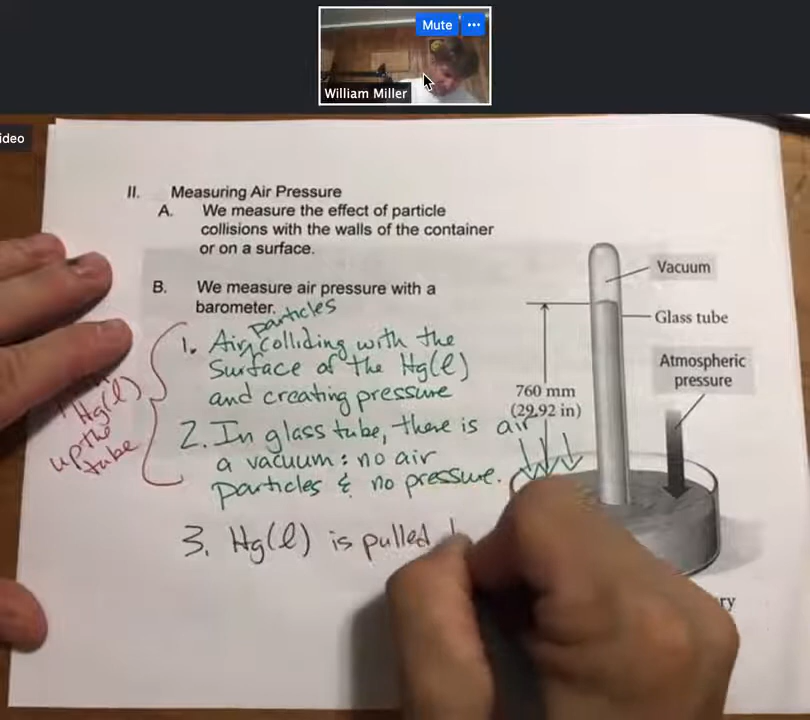 Mute
William Miller
ideo
II. Measuring Air Pressure
A. We measure the effect of particle
collisions with the walls of the container
or on a surface.
B. We measure air pressure with a
barometer.
particles
1. Air colliding with the
Surface of the Hg(l)
and creating pressure
2. In glass tube, there is
a vacuum: no air
particles & no pressure.
3. Hg(l) is pulled
Hg(l)
up the
tube
Vacuum
Glass tube
Atmospheric
pressure
760 mm
(29.92 in)
air
ry